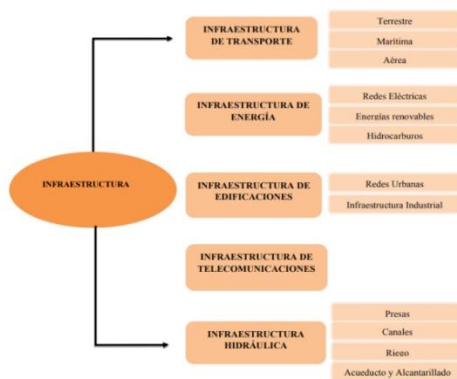 INFRAESTRUCTURA
INFRAESTRUCTURA
DE TRANSPORTE
Terrestre
Marítima
Aérea
INFRAESTRUCTURA DE
ENERGÍA
Redes Eléctricas
Energías renovables
Hidrocarburos
INFRAESTRUCTURA DE
EDIFICACIONES
Redes Urbanas
Infraestructura Industrial
INFRAESTRUCTURA DE
TELECOMUNICACIONES
INFRAESTRUCTURA
HIDRÁULICA
Presas
Canales
Riego
Acueducto y Alcantarillado